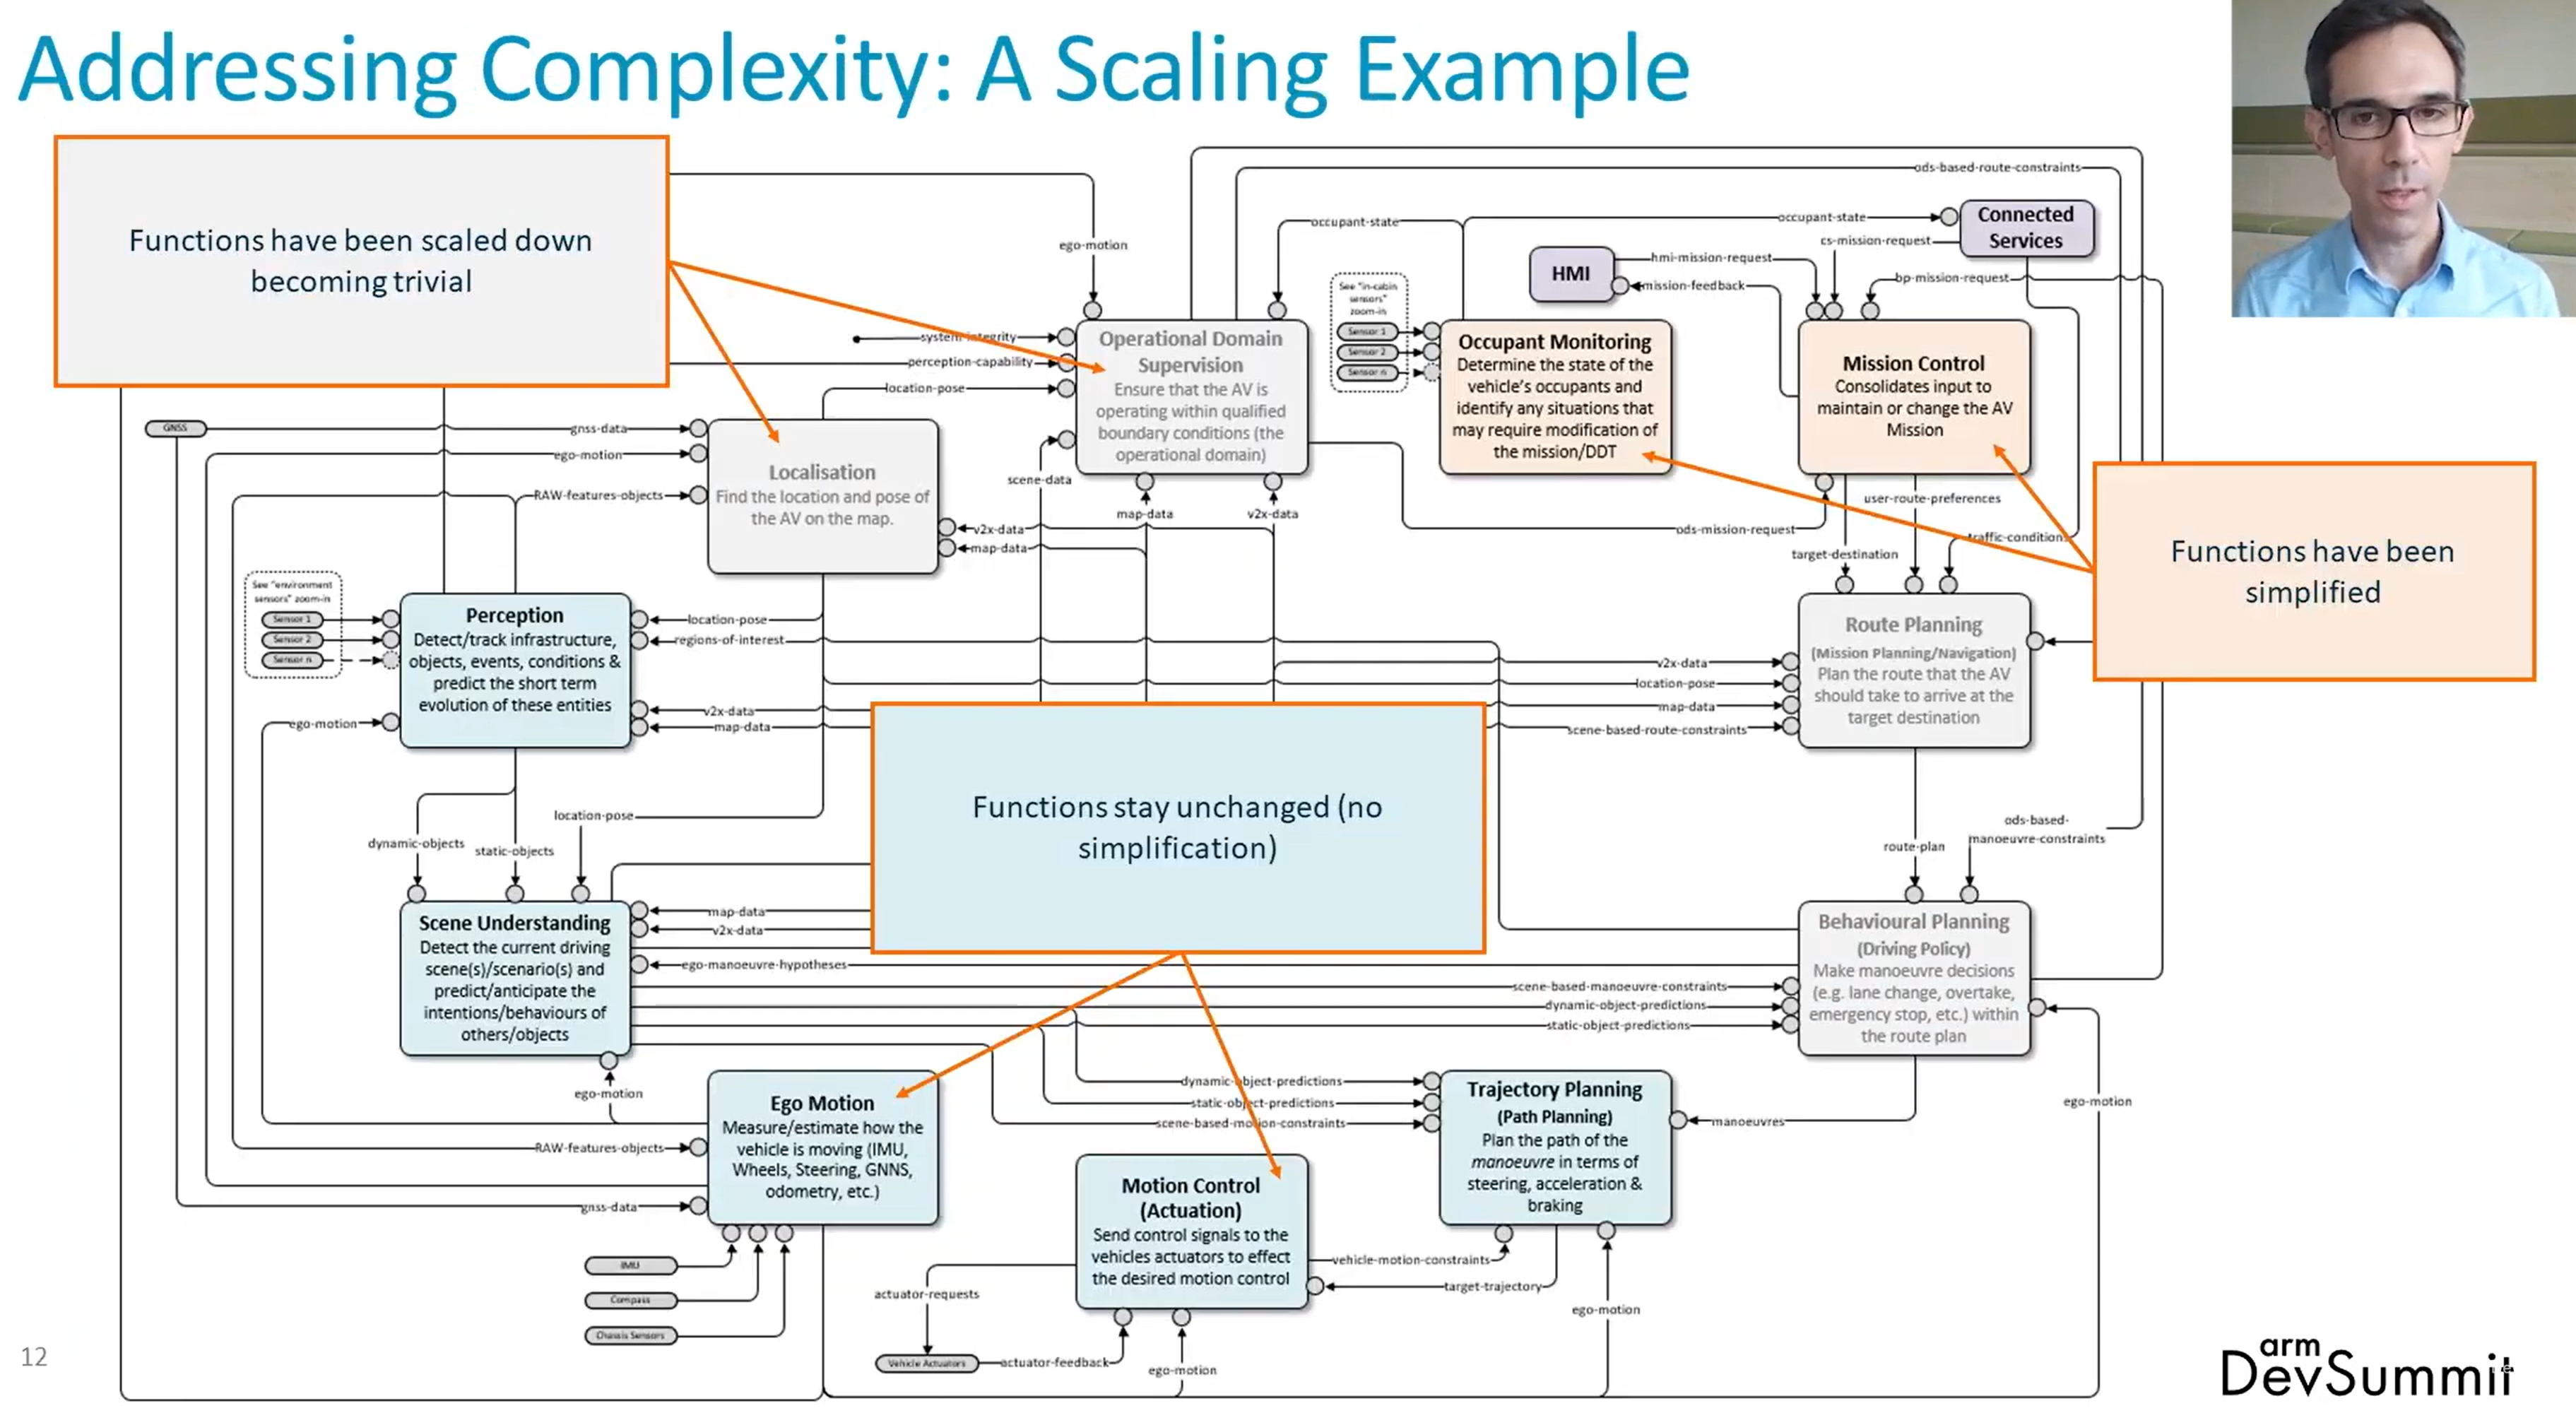 Addressing Complexity: A Scaling Example
Functions have been scaled down
becoming trivial
ods-based-route-constraints
ego-motion
occupant-state
occupant-state
Connected
Services
cs-mission-request
HMI
hmi-mission-request
mission-feedback
bp-mission-request
See "in-cabin
sensors"
zoom-in
Sensor 1
Sensor 2
Sensor n
system-integrity
perception-capability
location-pose
Operational Domain
Supervision
Ensure that the AV is
operating within qualified
boundary conditions (the
operational domain)
Occupant Monitoring
Determine the state of the
vehicle's occupants and
identify any situations that
may require modification of
the mission/DDT
Mission Control
Consolidates input to
maintain or change the AV
Mission
GNSS
gnss-data
ego-motion
RAW-features-objects
Localisation
Find the location and pose of
the AV on the map.
scene-data
map-data
v2x-data
v2x-data
map-data
ods-mission-request
user-route-preferences
target-destination
traffic-conditions
Functions have been
simplified
See "environment
sensors" zoom-in
Sensor 1
Sensor 2
Sensor n
ego-motion
Perception
Detect/track infrastructure,
objects, events, conditions &
predict the short term
evolution of these entities
location-pose
regions-of-interest
v2x-data
map-data
v2x-data
location-pose
map-data
scene-based-route-constraints
Route Planning
(Mission Planning/Navigation)
Plan the route that the AV
should take to arrive at the
target destination
Functions stay unchanged (no
simplification)
dynamic-objects
static-objects
location-pose
route-plan
ods-based-
manoeuvre-constraints
Scene Understanding
Detect the current driving
scene(s)/scenario(s) and
predict/anticipate the
intentions/behaviours of
others/objects
map-data
v2x-data
ego-manoeuvre-hypotheses
scene-based-manoeuvre-constraints
dynamic-object-predictions
static-object-predictions
Behavioural Planning
(Driving Policy)
Make manoeuvre decisions
(e.g. lane change, overtake,
emergency stop, etc.) within
the route plan
ego-motion
RAW-features-objects
gnss-data
Ego Motion
Measure/estimate how the
vehicle is moving (IMU,
Wheels, Steering, GNNS,
odometry, etc.)
IMU
Compass
Chassis Sensors
dynamic-object-predictions
static-object-predictions
scene-based-motion-constraints
Trajectory Planning
(Path Planning)
Plan the path of the
manoeuvre in terms of
steering, acceleration &
braking
manoeuvres
ego-motion
Motion Control
(Actuation)
Send control signals to the
vehicles actuators to effect
the desired motion control
vehicle-motion-constraints
target-trajectory
actuator-requests
Vehicle Actuators
actuator-feedback
ego-motion
ego-motion
12
arm
DevSummit